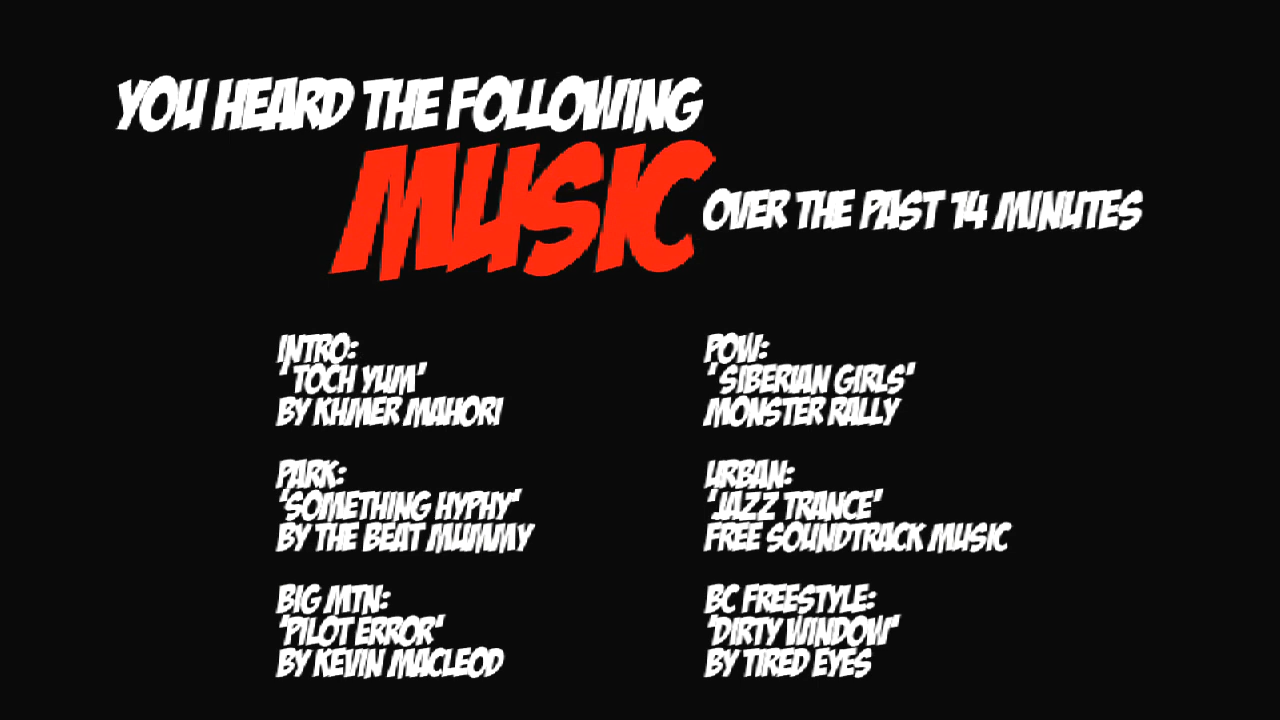 YOU HEARD THE FOLLOWING
MUSIC OVER THE PAST 14 MINUTES
INTRO:
'TOCH YUM'
BY KHMER MAHORI
PARK:
'SOMETHING HYPHY'
BY THE BEAT MUMMY
BIG MTN:
'PILOT ERROR'
BY KEVIN MACLEOD
POW:
'SIBERIAN GIRLS'
MONSTER RALLY
URBAN:
'JAZZ TRANCE'
FREE SOUNDTRACK MUSIC
BC FREESTYLE:
'DIRTY WINDOW'
BY TIRED EYES